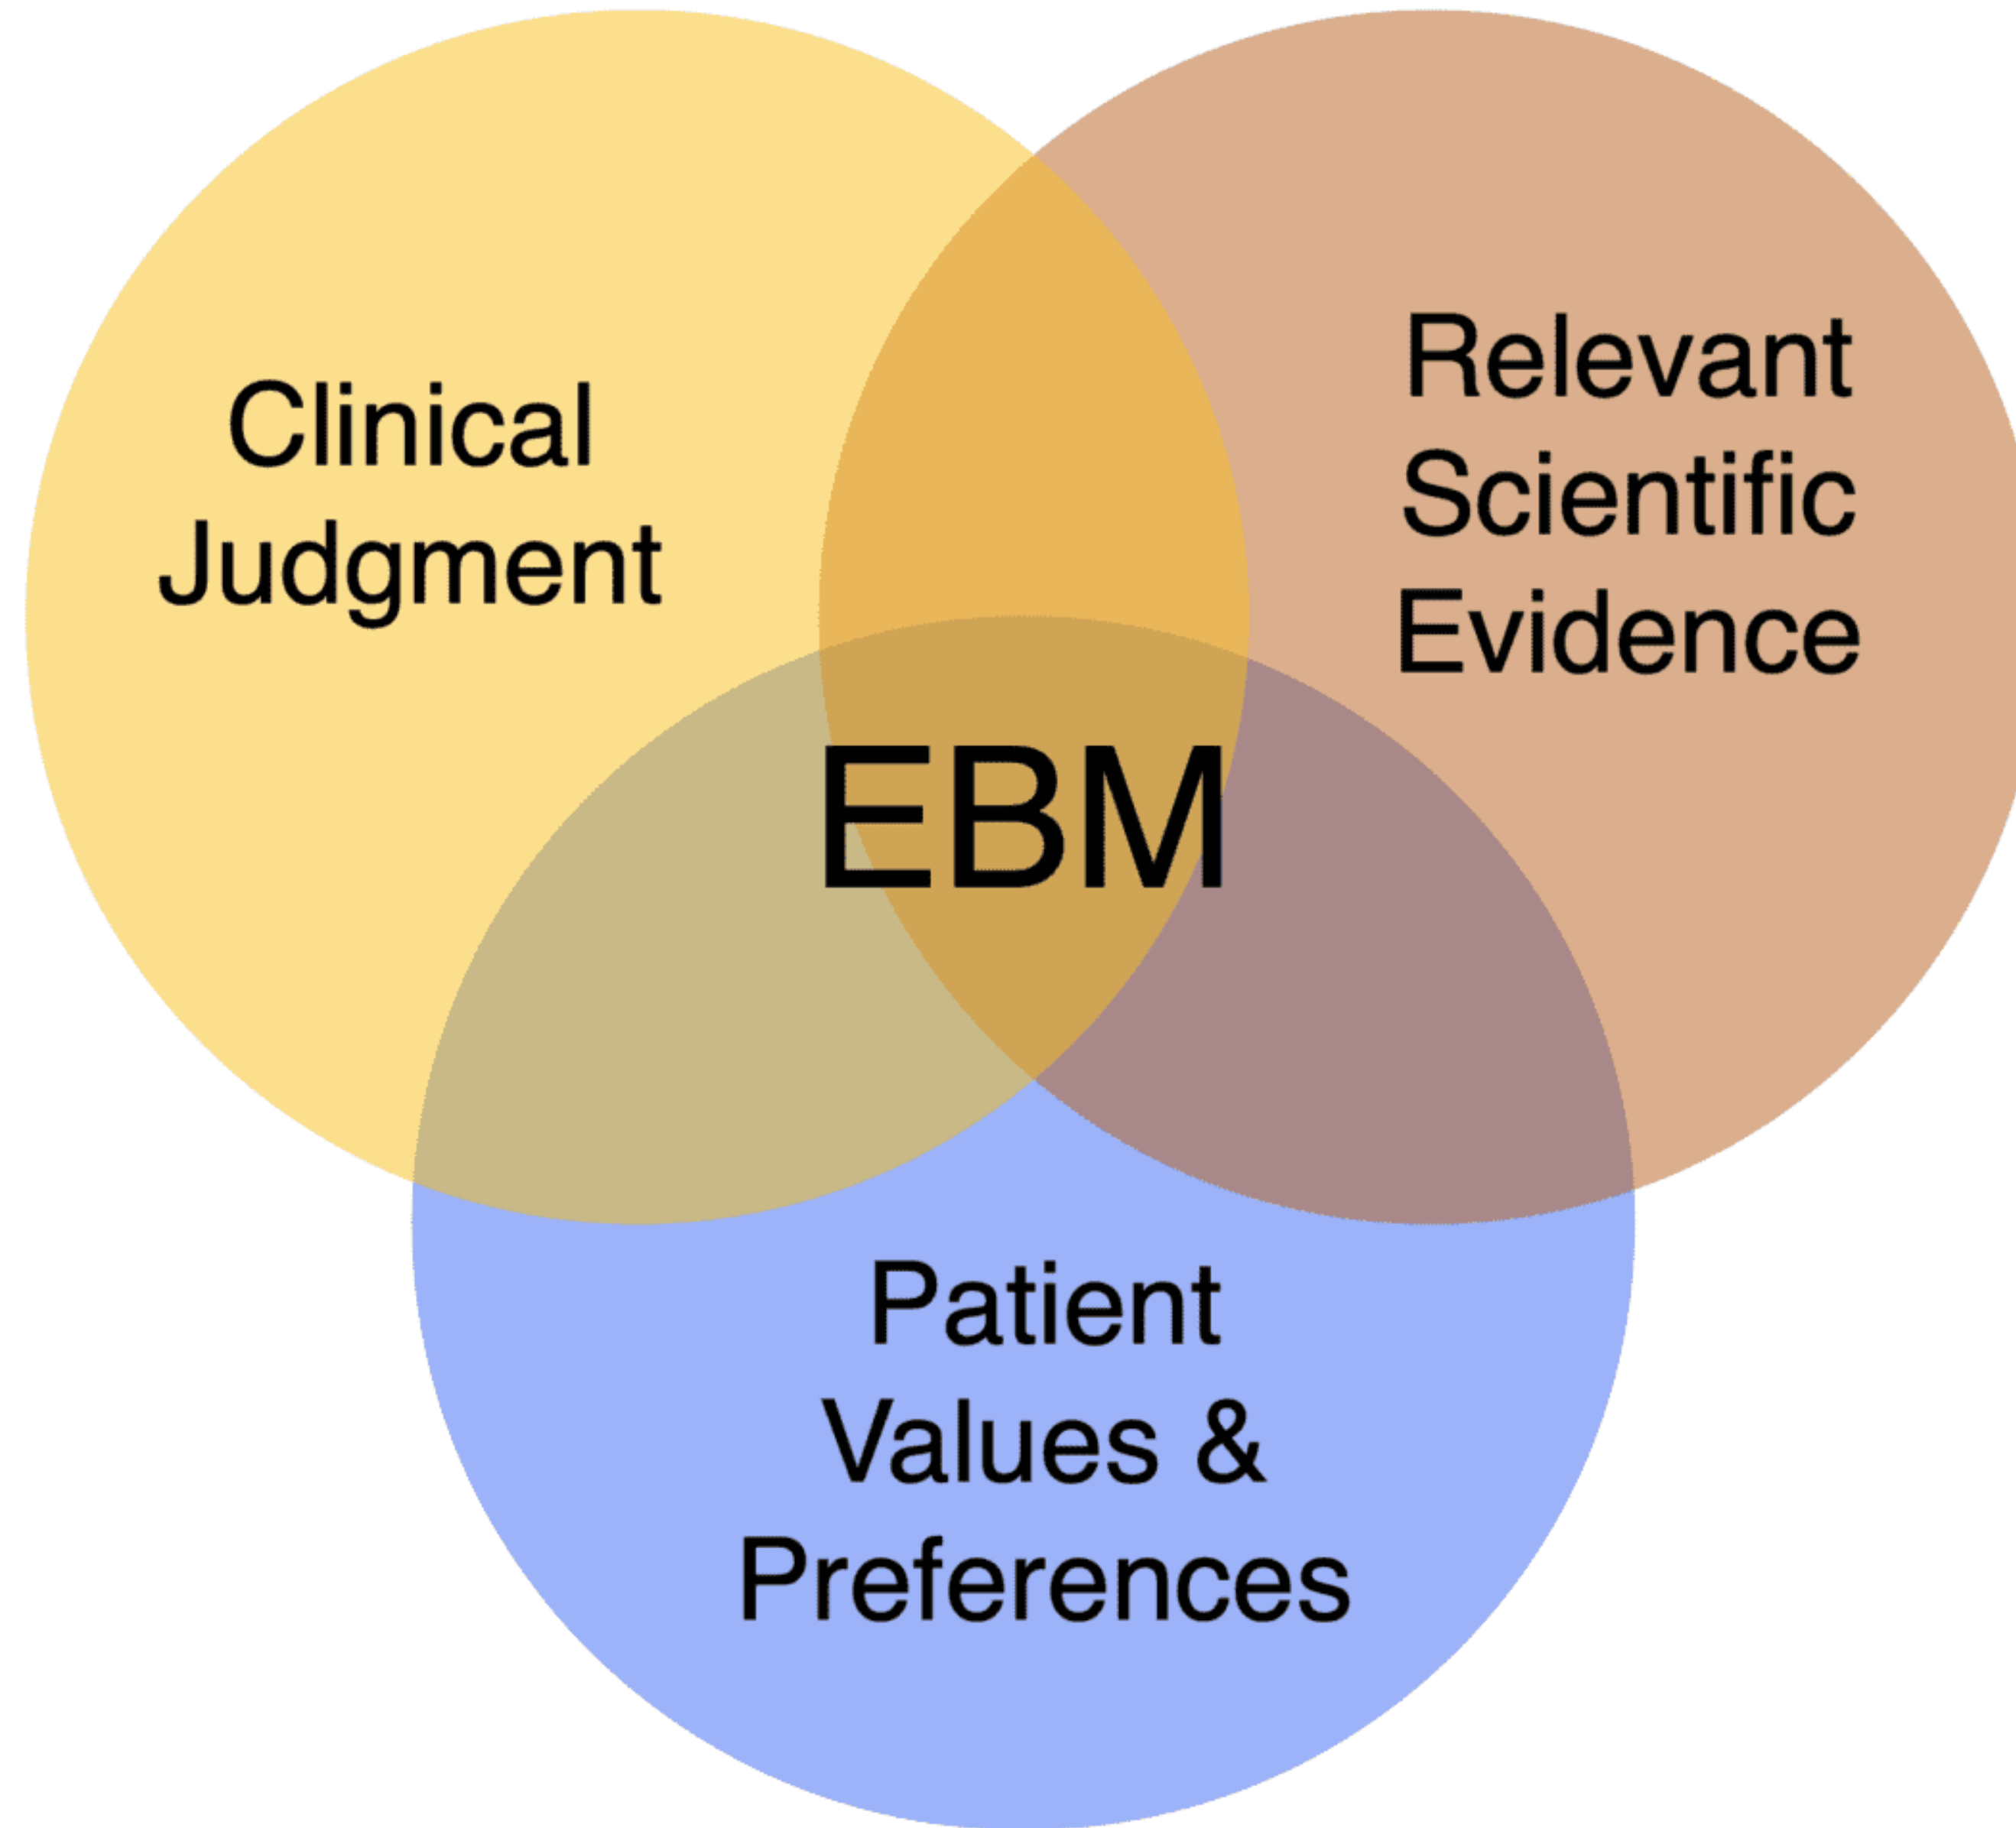 Clinical
Judgment
Relevant
Scientific
Evidence
EBM
Patient
Values &
Preferences